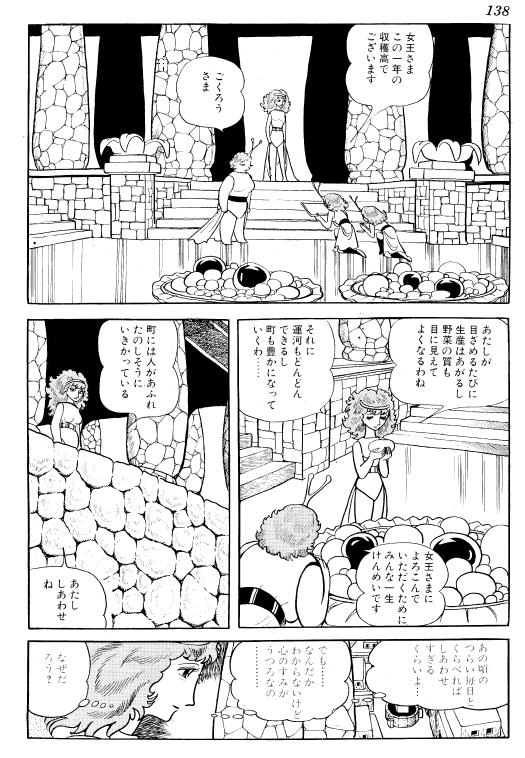 138
女王さま
この一年の
収穫高で
ございます
ごくろう
さま
あたしが
目ざめるたびに
生産はあがるし
野菜の質も
目に見えて
よくなるわね
それに
運河もどんどん
できるし
町も豊かになって
いくわ……
女王さまに
よろこんで
いただくために
みんな一生
けんめいです
町には人があふれ
たのしそうに
いきかっている
あたし
しあわせ
ね
あの頃の
つらい毎日と
くらべれば
しあわせ
すぎる
くらいよ…
でも……
なんだか
わからないけど
心のすみが
うつろなの
なぜだ
ろう？